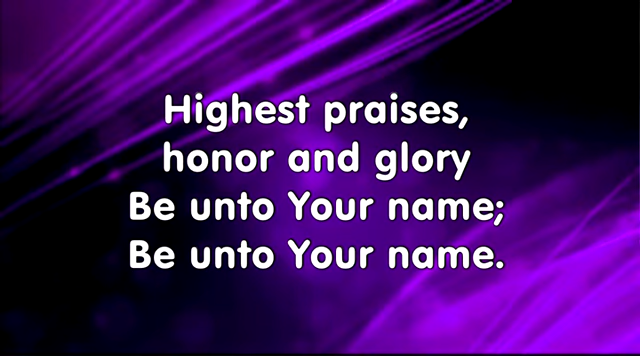 Highest praises,
honor and glory
Be unto Your name;
Be unto Your name.